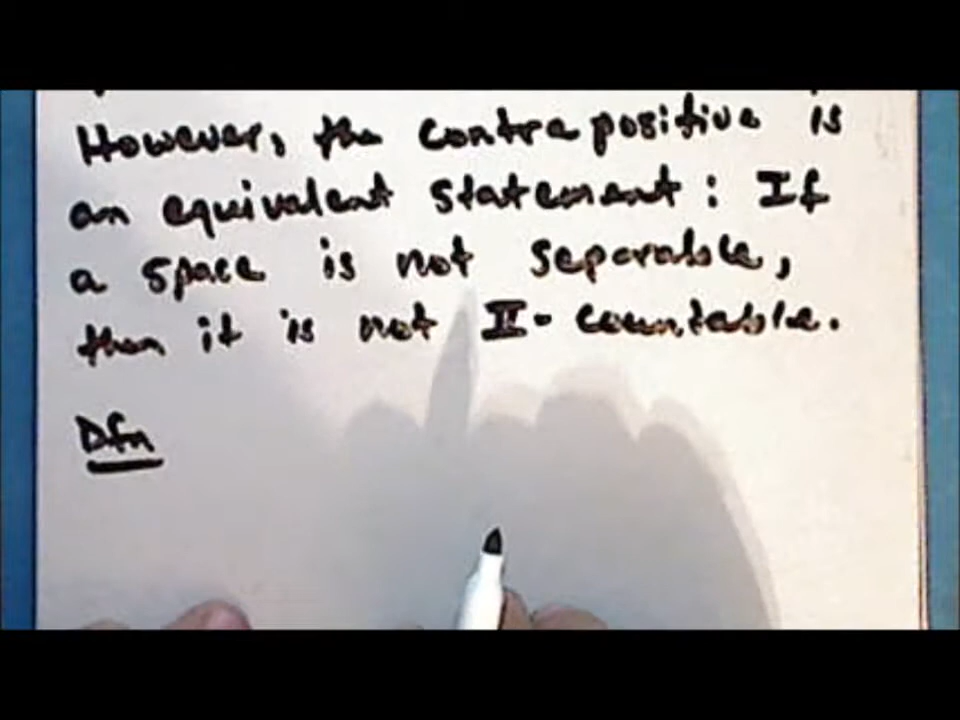 However, the contrapositive is
an equivalent statement: If
a space is not separable,
then it is not II-countable.
Dfn